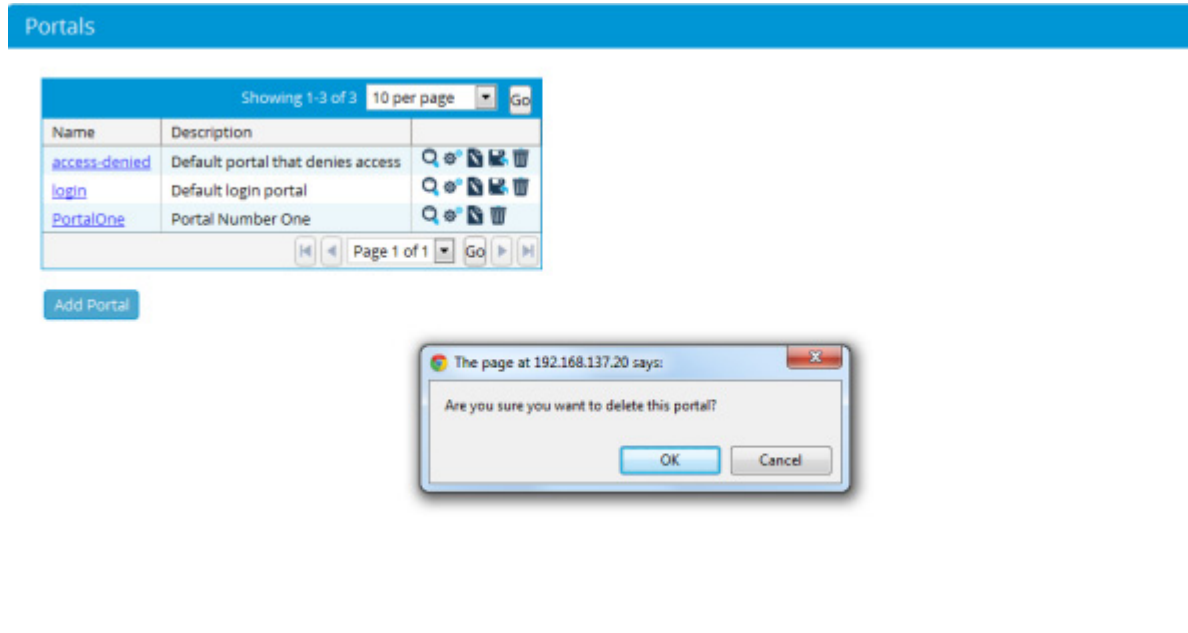 Portals
Showing 1-3 of 3 10 per page Go
Name Description
access-denied Default portal that denies access
login Default login portal
PortalOne Portal Number One
Page 1 of 1 Go
Add Portal
The page at 192.168.137.20 says:
Are you sure you want to delete this portal?
OK Cancel